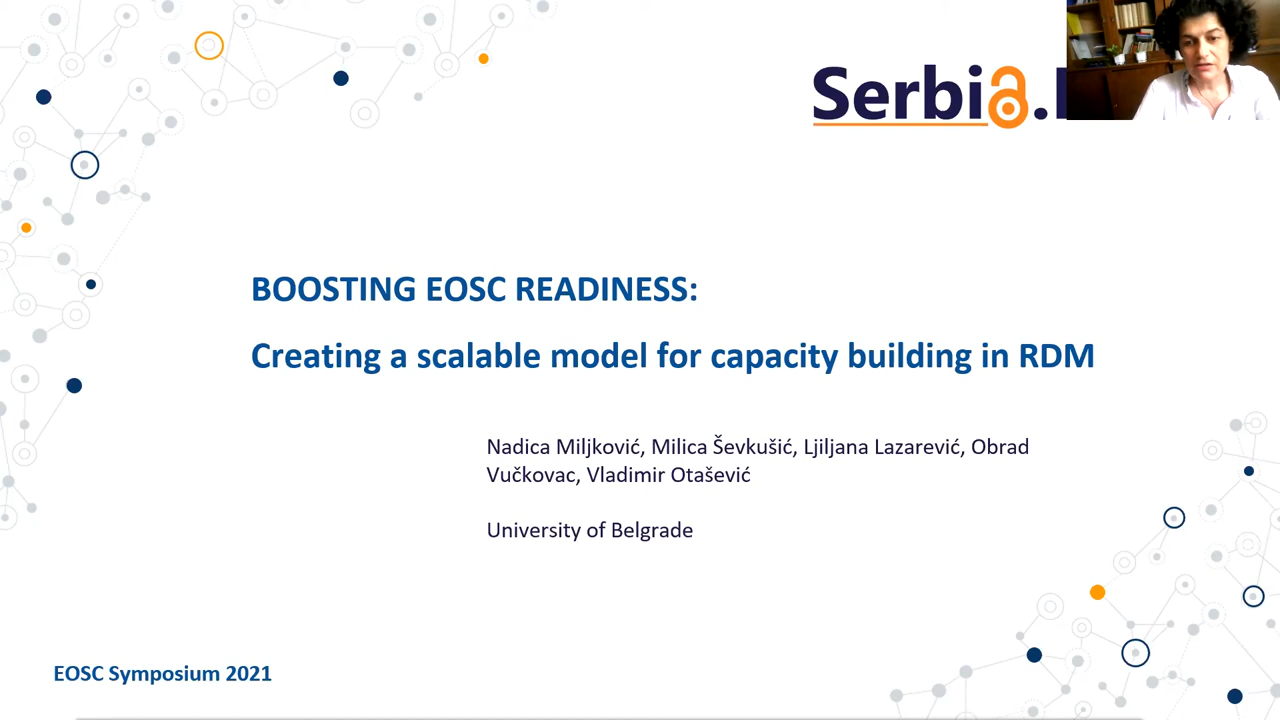 Serbia.
BOOSTING EOSC READINESS:
Creating a scalable model for capacity building in RDM
Nadica Miljković, Milica Ševkušić, Ljiljana Lazarević, Obrad
Vučkovac, Vladimir Otašević
University of Belgrade
EOSC Symposium 2021